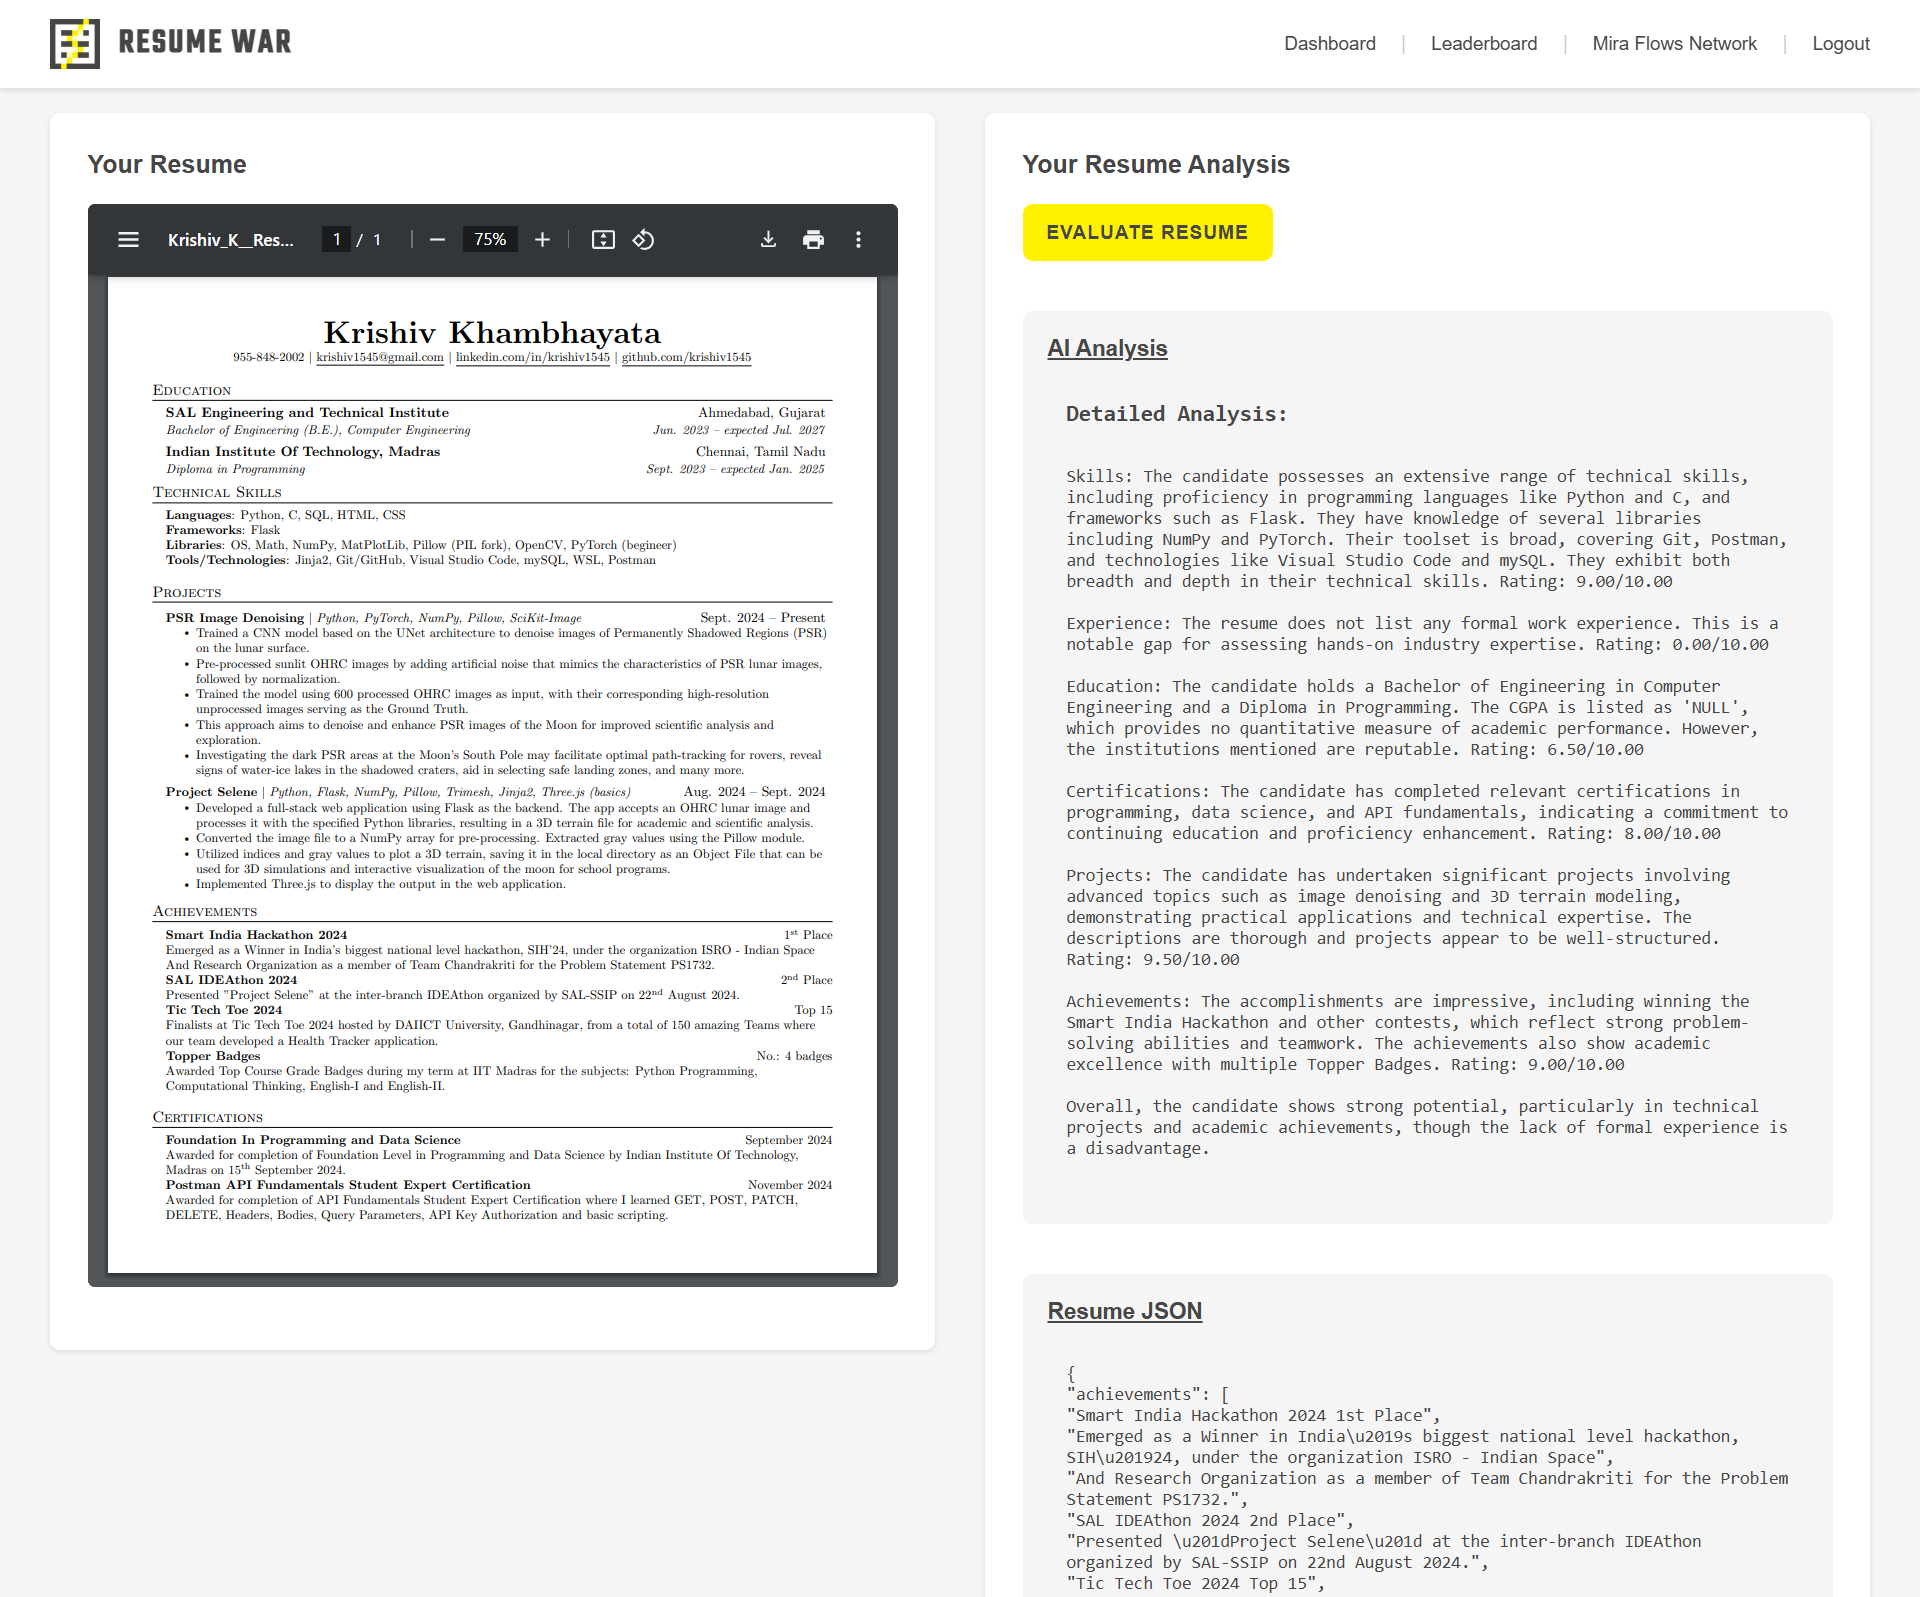 RESUME WAR
Dashboard | Leaderboard | Mira Flows Network | Logout
Your Resume
Krishiv_K__Res... 1 / 1 | — 75% + |
Krishiv Khambhayata
955-848-2002 | krishiv1545@gmail.com | linkedin.com/in/krishiv1545 | github.com/krishiv1545
EDUCATION
SAL Engineering and Technical Institute Ahmedabad, Gujarat
Bachelor of Engineering (B.E.), Computer Engineering Jun. 2023 – expected Jul. 2027
Indian Institute Of Technology, Madras Chennai, Tamil Nadu
Diploma in Programming Sept. 2023 – expected Jan. 2025
TECHNICAL SKILLS
Languages: Python, C, SQL, HTML, CSS
Frameworks: Flask
Libraries: OS, Math, NumPy, MatPlotLib, Pillow (PIL fork), OpenCV, PyTorch (begineer)
Tools/Technologies: Jinja2, Git/GitHub, Visual Studio Code, mySQL, WSL, Postman
PROJECTS
PSR Image Denoising | Python, PyTorch, NumPy, Pillow, SciKit-Image Sept. 2024 – Present
• Trained a CNN model based on the UNet architecture to denoise images of Permanently Shadowed Regions (PSR)
on the lunar surface.
• Pre-processed sunlit OHRC images by adding artificial noise that mimics the characteristics of PSR lunar images,
followed by normalization.
• Trained the model using 600 processed OHRC images as input, with their corresponding high-resolution
unprocessed images serving as the Ground Truth.
• This approach aims to denoise and enhance PSR images of the Moon for improved scientific analysis and
exploration.
• Investigating the dark PSR areas at the Moon's South Pole may facilitate optimal path-tracking for rovers, reveal
signs of water-ice lakes in the shadowed craters, aid in selecting safe landing zones, and many more.
Project Selene | Python, Flask, NumPy, Pillow, Trimesh, Jinja2, Three.js (basics) Aug. 2024 – Sept. 2024
• Developed a full-stack web application using Flask as the backend. The app accepts an OHRC lunar image and
processes it with the specified Python libraries, resulting in a 3D terrain file for academic and scientific analysis.
• Converted the image file to a NumPy array for pre-processing. Extracted gray values using the Pillow module.
• Utilized indices and gray values to plot a 3D terrain, saving it in the local directory as an Object File that can be
used for 3D simulations and interactive visualization of the moon for school programs.
• Implemented Three.js to display the output in the web application.
ACHIEVEMENTS
Smart India Hackathon 2024 1st Place
Emerged as a Winner in India's biggest national level hackathon, SIH'24, under the organization ISRO - Indian Space
And Research Organization as a member of Team Chandrakriti for the Problem Statement PS1732.
SAL IDEAthon 2024 2nd Place
Presented "Project Selene" at the inter-branch IDEAthon organized by SAL-SSIP on 22nd August 2024.
Tic Tech Toe 2024 Top 15
Finalists at Tic Tech Toe 2024 hosted by DAIICT University, Gandhinagar, from a total of 150 amazing Teams where
our team developed a Health Tracker application.
Topper Badges No.: 4 badges
Awarded Top Course Grade Badges during my term at IIT Madras for the subjects: Python Programming,
Computational Thinking, English-I and English-II.
CERTIFICATIONS
Foundation In Programming and Data Science September 2024
Awarded for completion of Foundation Level in Programming and Data Science by Indian Institute Of Technology,
Madras on 15th September 2024.
Postman API Fundamentals Student Expert Certification November 2024
Awarded for completion of API Fundamentals Student Expert Certification where I learned GET, POST, PATCH,
DELETE, Headers, Bodies, Query Parameters, API Key Authorization and basic scripting.
Your Resume Analysis
EVALUATE RESUME
AI Analysis
Detailed Analysis:
Skills: The candidate possesses an extensive range of technical skills,
including proficiency in programming languages like Python and C, and
frameworks such as Flask. They have knowledge of several libraries
including NumPy and PyTorch. Their toolset is broad, covering Git, Postman,
and technologies like Visual Studio Code and mySQL. They exhibit both
breadth and depth in their technical skills. Rating: 9.00/10.00
Experience: The resume does not list any formal work experience. This is a
notable gap for assessing hands-on industry expertise. Rating: 0.00/10.00
Education: The candidate holds a Bachelor of Engineering in Computer
Engineering and a Diploma in Programming. The CGPA is listed as 'NULL',
which provides no quantitative measure of academic performance. However,
the institutions mentioned are reputable. Rating: 6.50/10.00
Certifications: The candidate has completed relevant certifications in
programming, data science, and API fundamentals, indicating a commitment to
continuing education and proficiency enhancement. Rating: 8.00/10.00
Projects: The candidate has undertaken significant projects involving
advanced topics such as image denoising and 3D terrain modeling,
demonstrating practical applications and technical expertise. The
descriptions are thorough and projects appear to be well-structured.
Rating: 9.50/10.00
Achievements: The accomplishments are impressive, including winning the
Smart India Hackathon and other contests, which reflect strong problem-
solving abilities and teamwork. The achievements also show academic
excellence with multiple Topper Badges. Rating: 9.00/10.00
Overall, the candidate shows strong potential, particularly in technical
projects and academic achievements, though the lack of formal experience is
a disadvantage.
Resume JSON
{
"achievements": [
"Smart India Hackathon 2024 1st Place",
"Emerged as a Winner in India\u2019s biggest national level hackathon,
SIH\u201924, under the organization ISRO - Indian Space",
"And Research Organization as a member of Team Chandrakriti for the Problem
Statement PS1732.",
"SAL IDEAthon 2024 2nd Place",
"Presented \u201dProject Selene\u201d at the inter-branch IDEAthon
organized by SAL-SSIP on 22nd August 2024.",
"Tic Tech Toe 2024 Top 15",